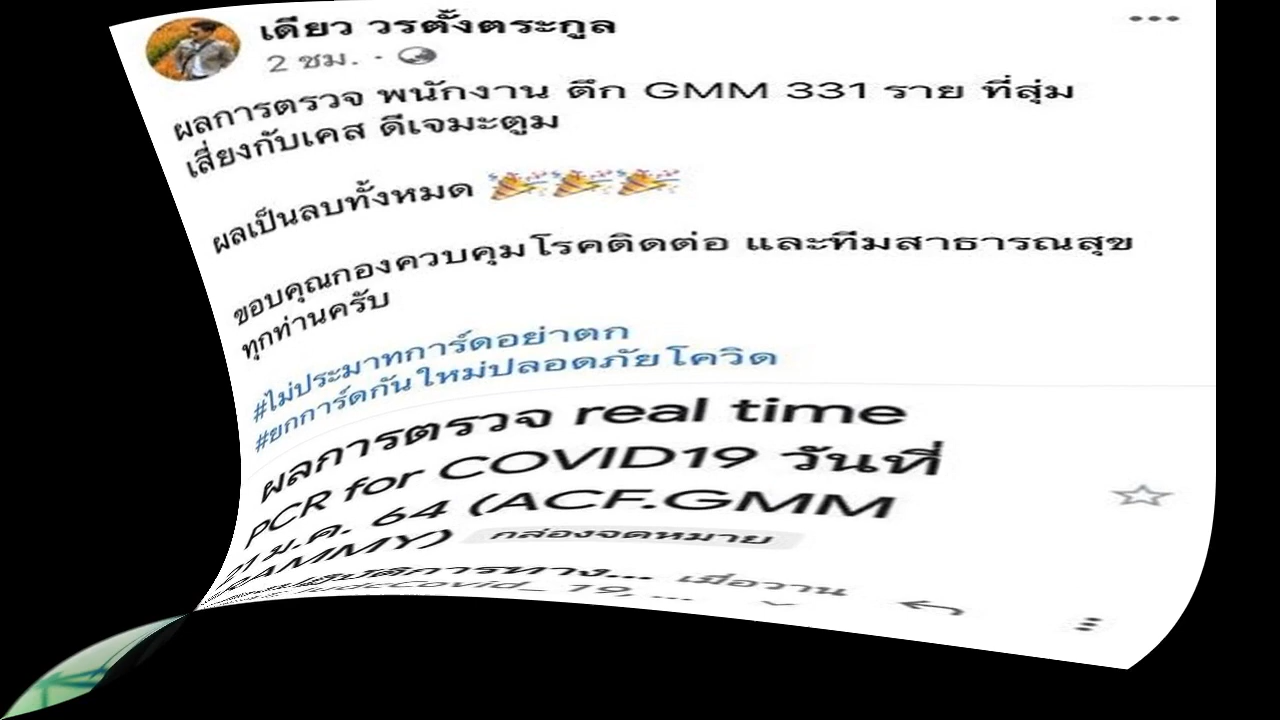 เดียว วรตั้งตระกูล
2 ชม.
ผลการตรวจ พนักงาน ตึก GMM 331 ราย ที่สุ่ม
เสี่ยงกับเคส ดีเจมะตูม
ผลเป็นลบทั้งหมด 🎉🎉🎉
ขอบคุณกองควบคุมโรคติดต่อ และทีมสาธารณสุข
ทุกท่านครับ
#ไม่ประมาทการ์ดอย่าตก
#ยกการ์ดกันใหม่ปลอดภัยโควิด
ผลการตรวจ real time
PCR for COVID19 วันที่
21 ม.ค. 64 (ACF.GMM
RAMMY) กล่องจดหมาย
เมื่อวาน